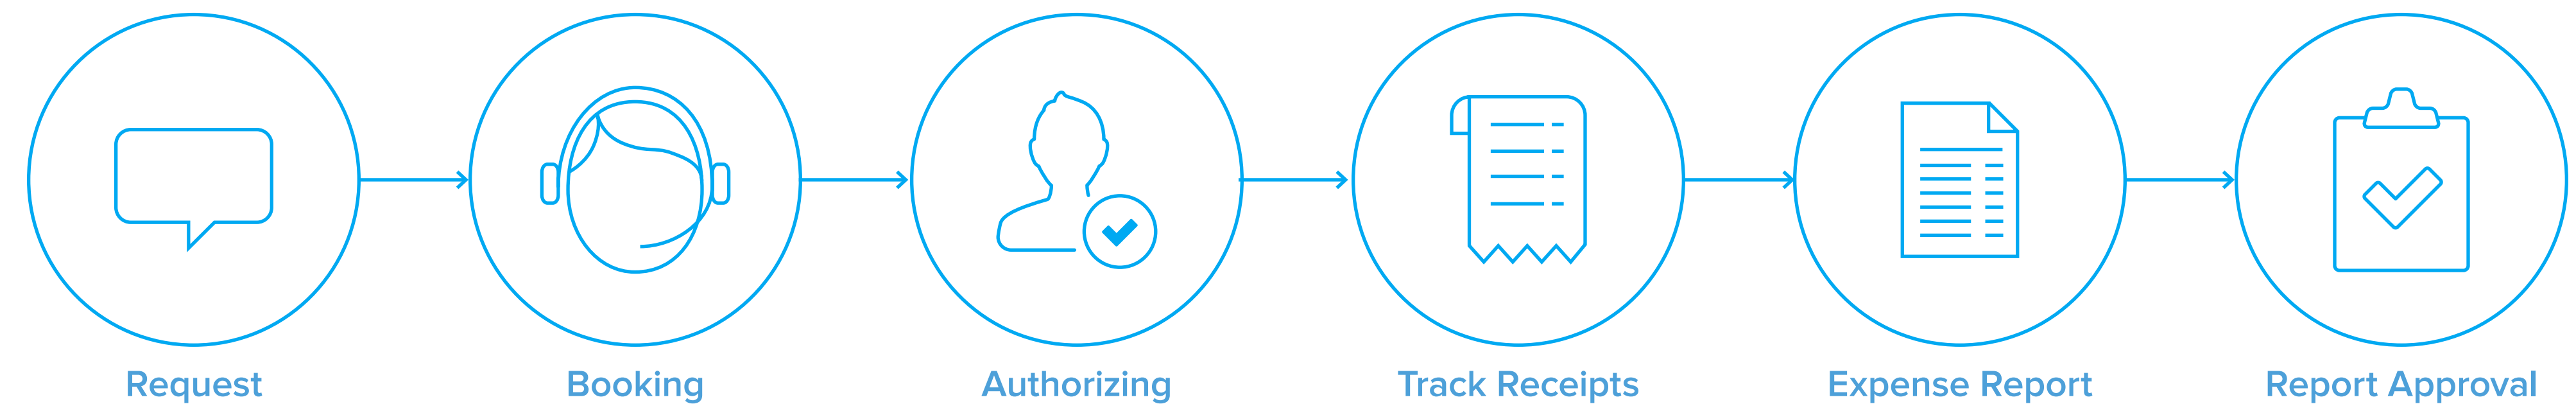 Request
Booking
Authorizing
Track Receipts
Expense Report
Report Approval